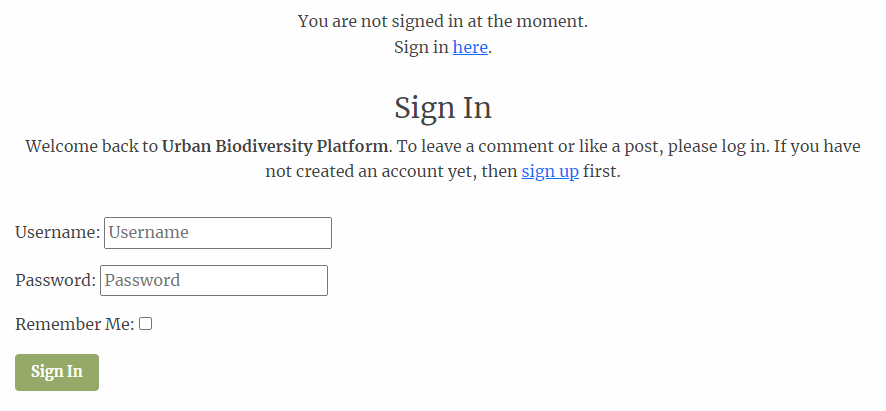 You are not signed in at the moment.
Sign in here.
Sign In
Welcome back to Urban Biodiversity Platform. To leave a comment or like a post, please log in. If you have
not created an account yet, then sign up first.
Username: Username
Password: Password
Remember Me:
Sign In